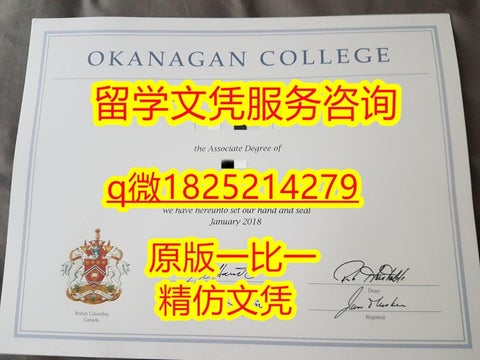 OKANAGAN COLLEGE
留学文凭服务咨询
the Associate Degree of
q微1825214279
we have hereunto set our hand and seal
January 2018
原版一比一
精仿文凭
Dean
Registrar
British Columbia
Canada